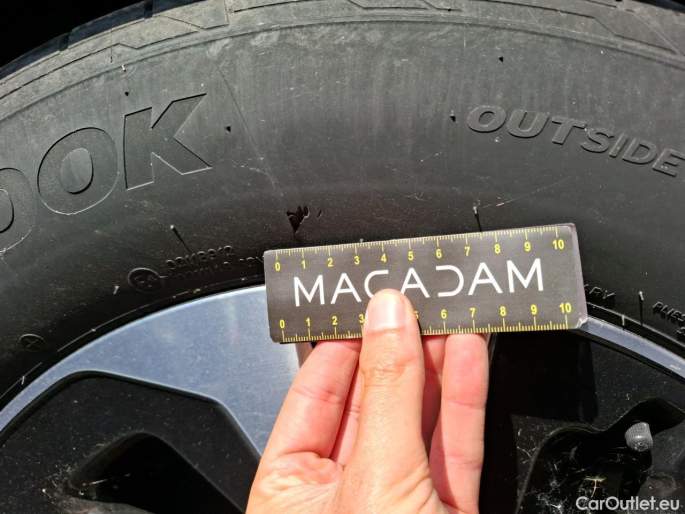 OOK
OUTSIDE
0 1 2 3 4 5 6 7 8 9 10
MACADAM
0 1 2 3 4 5 6 7 8 9 10
CarOutlet.eu